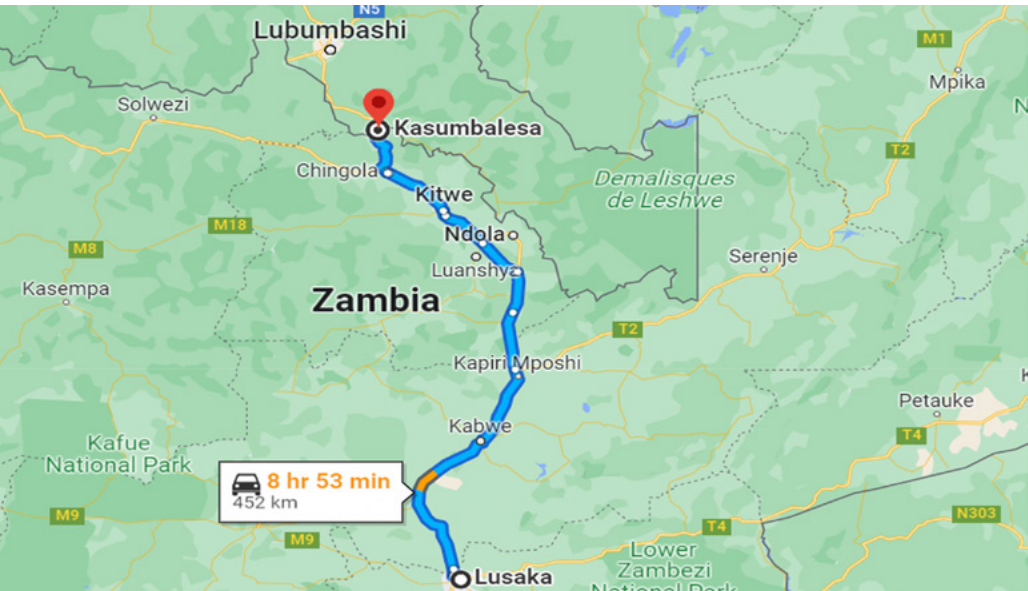 N5
Lubumbashi
M1
Mpika
Solwezi
Kasumbalesa
T2
Chingola
Demalisques
de Leshwe
Kitwe
M18
Ndola
M8
Serenje
Luanshya
Kasempa
Zambia
T2
Kapiri Mposhi
Petauke
Kabwe
T4
Kafue
National Park
8 hr 53 min
452 km
M9
N303
T4
M9
Lower
Zambezi
National Park
Lusaka